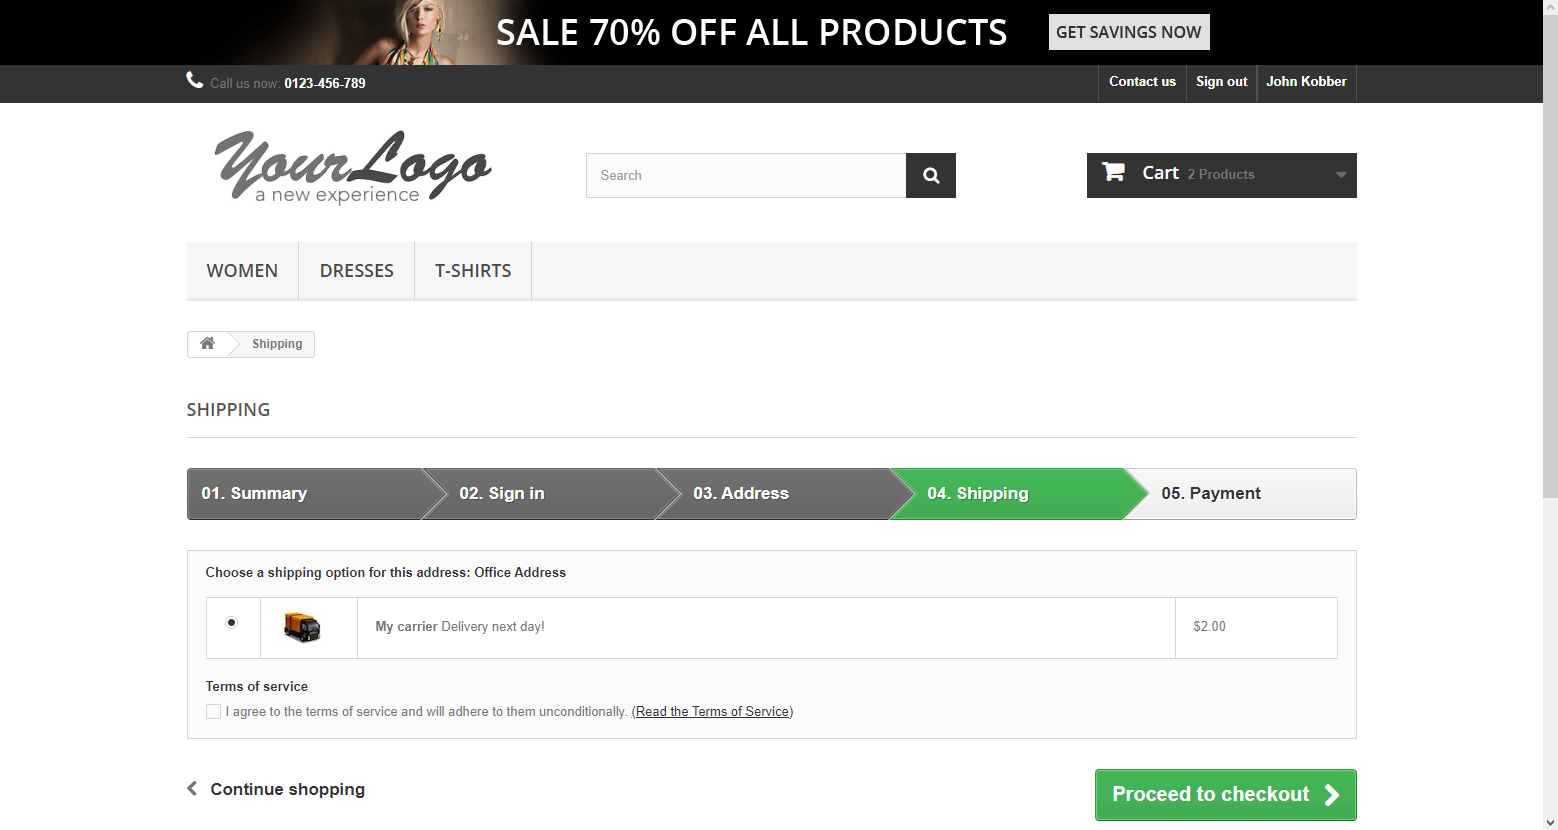 SALE 70% OFF ALL PRODUCTS GET SAVINGS NOW
Call us now: 0123-456-789 Contact us Sign out John Kobber
YourLogo
a new experience
Search
Cart 2 Products
WOMEN DRESSES T-SHIRTS
Shipping
SHIPPING
01. Summary 02. Sign in 03. Address 04. Shipping 05. Payment
Choose a shipping option for this address: Office Address
My carrier Delivery next day! $2.00
Terms of service
I agree to the terms of service and will adhere to them unconditionally. (Read the Terms of Service)
Continue shopping Proceed to checkout